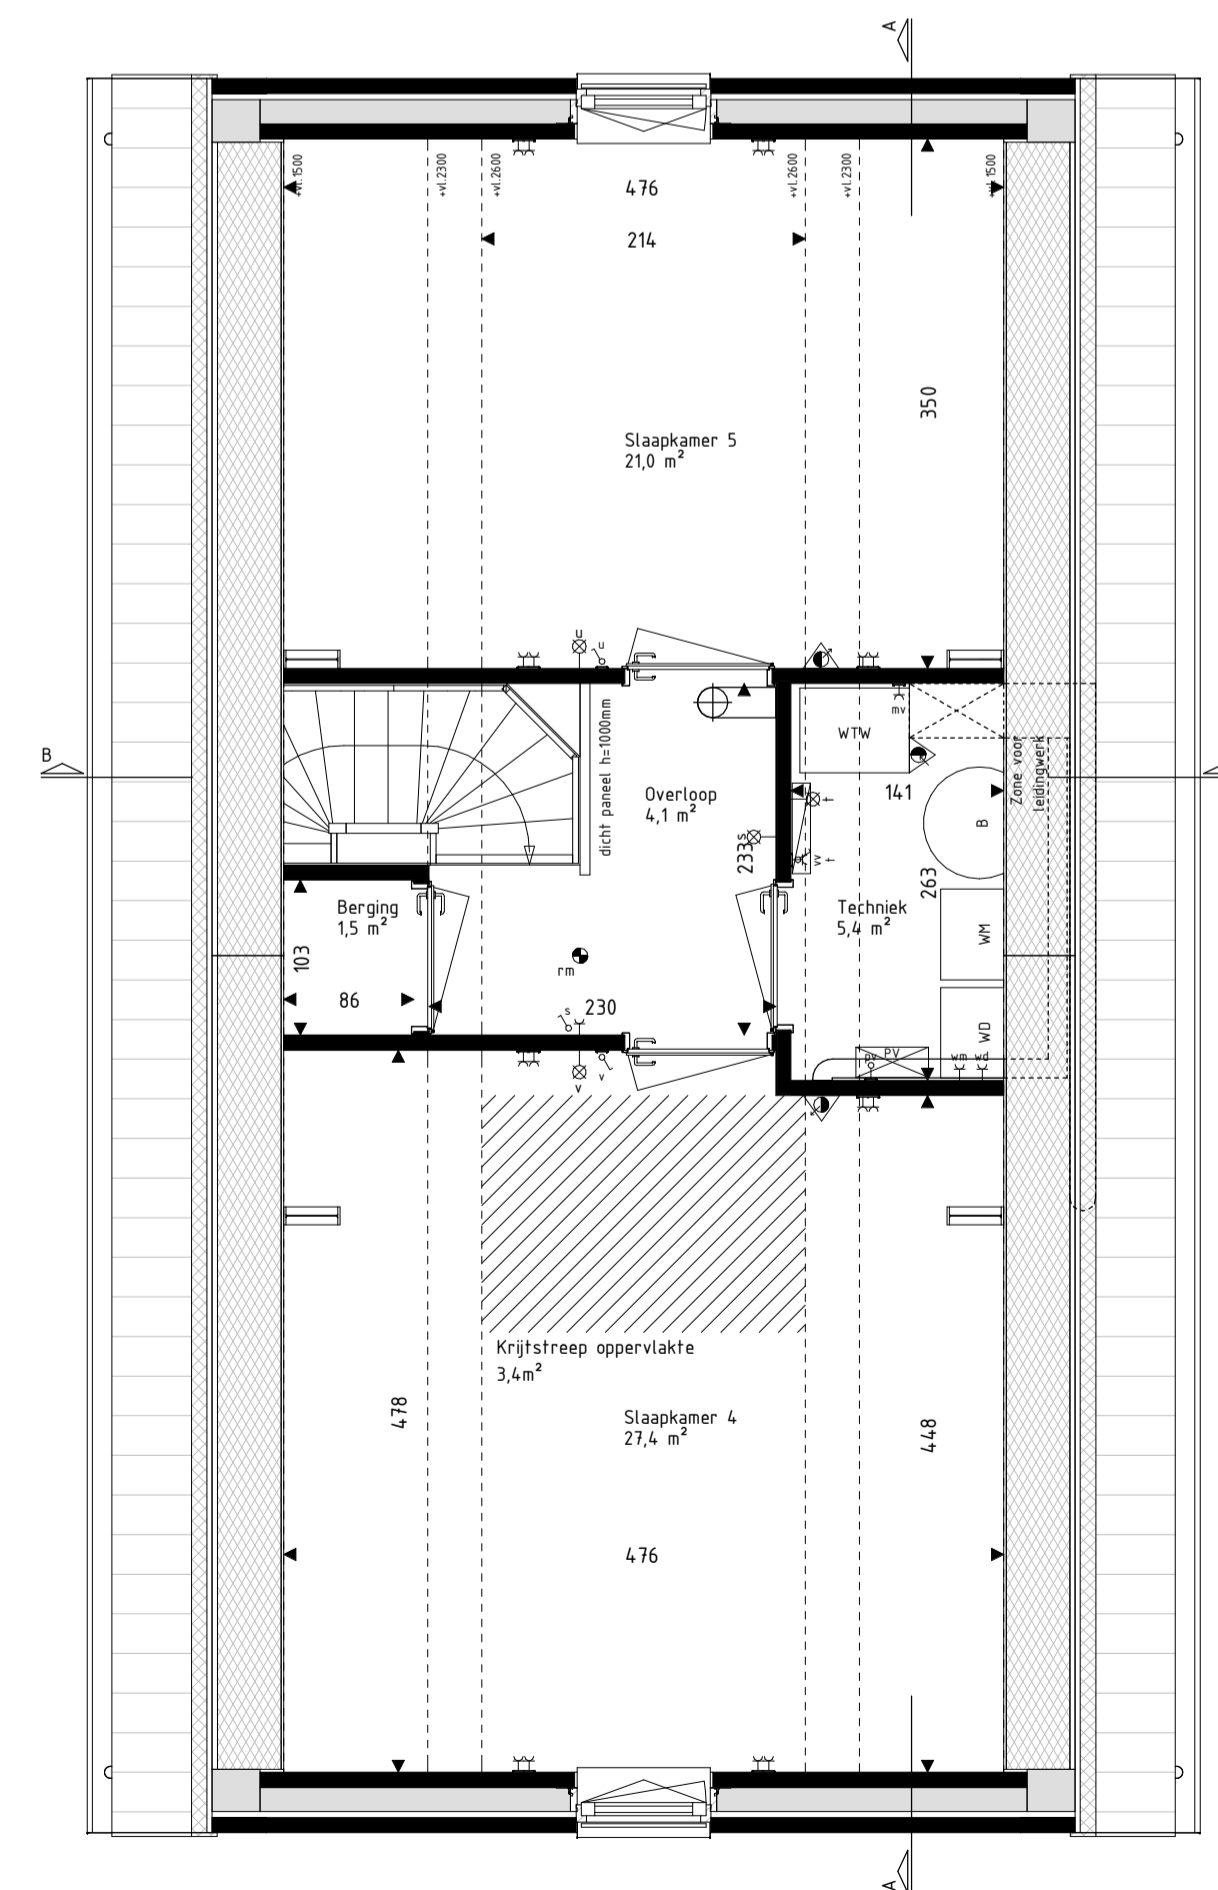 A
+vl.1500
+vl.2300
+vl.2600
+vl.2600
+vl.2300
+vl.1500
476
214
350
Slaapkamer 5
21,0 m²
u
u
dicht paneel h=1000mm
WTW
mv
Zone voor
leidingwerk
B
Overloop
4,1 m²
141
t
B
s
233
vv
t
263
Berging
1,5 m²
Techniek
5,4 m²
WM
103
rm
86
230
s
WD
PV
pv
wm
wd
v
v
Krijtstreep oppervlakte
3,4m²
478
Slaapkamer 4
27,4 m²
448
476
A